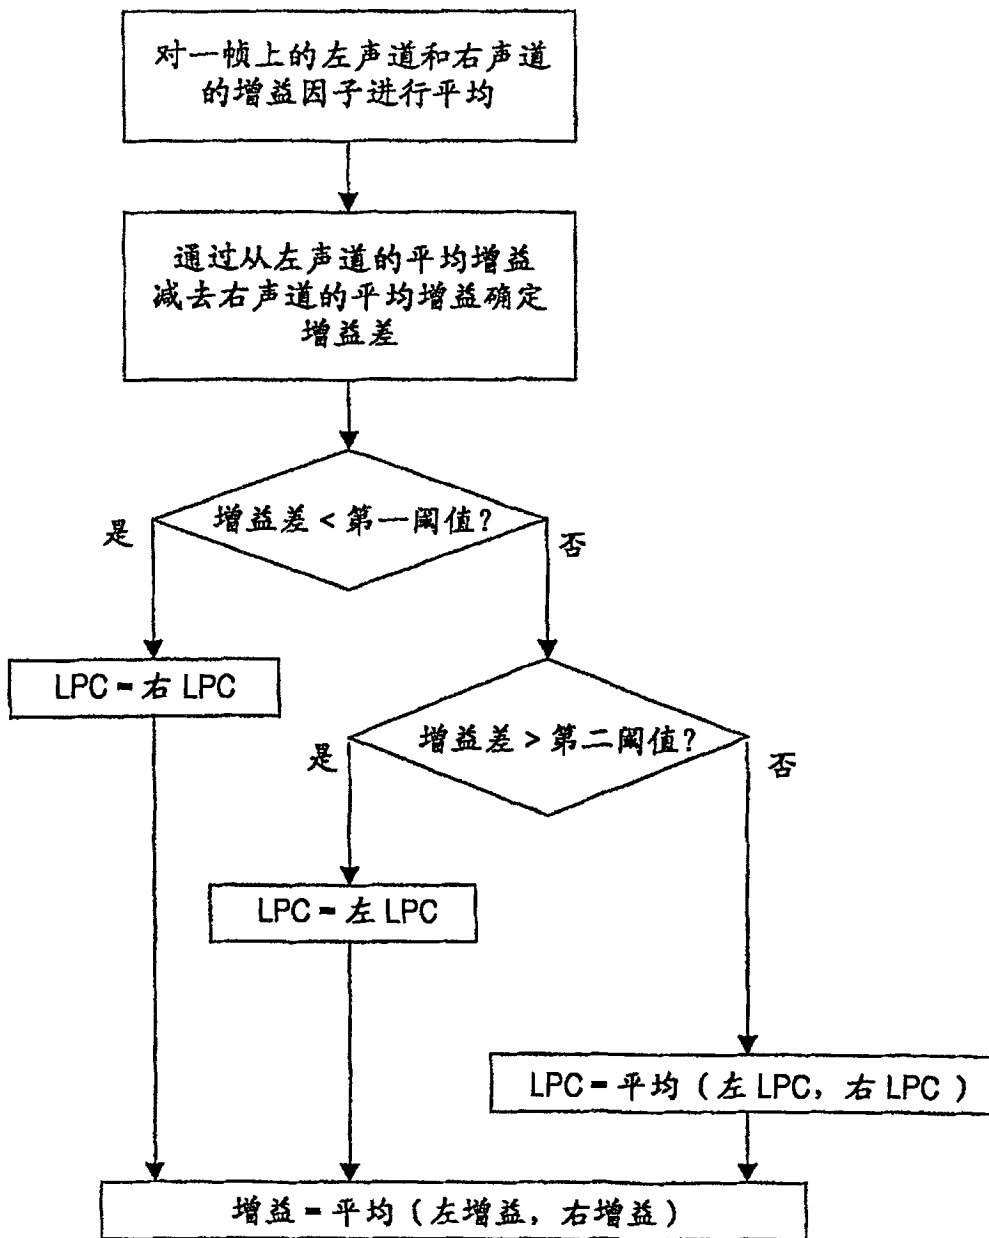 对一帧上的左声道和右声道
的增益因子进行平均
通过从左声道的平均增益
减去右声道的平均增益确定
增益差
增益差<第一阈值?
是
否
LPC=右 LPC
增益差>第二阈值?
是
否
LPC=左 LPC
LPC=平均(左 LPC, 右 LPC)
增益=平均(左增益, 右增益)